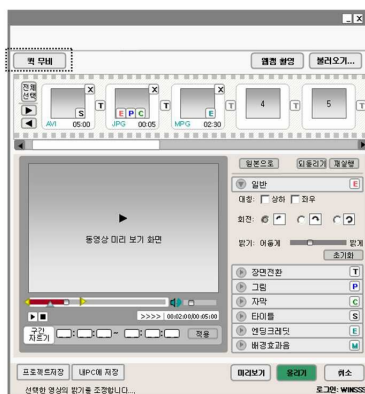 _ X
퀵 무비
웹캠 촬영
불러오기...
전체
선택
X
S
T
X
E P C
T
X
E
T
4
T
5
AVI 05:00
JPG 00:05
MPG 02:30
원본으로
되돌리기
재실행
일반 E
대칭: 상하 좌우
회전:
밝기: 어둡게 밝게
초기화
동영상 미리 보기 화면
>>>> 00:02:00/00:05:00
구간
자르기
적용
장면전환 T
그림 P
자막 C
타이틀 S
엔딩크레딧 E
배경효과음 M
프로젝트저장
내PC에 저장
미리보기
올리기
취소
선택한 영상의 밝기를 조정합니다...,
로그인: WINSSS